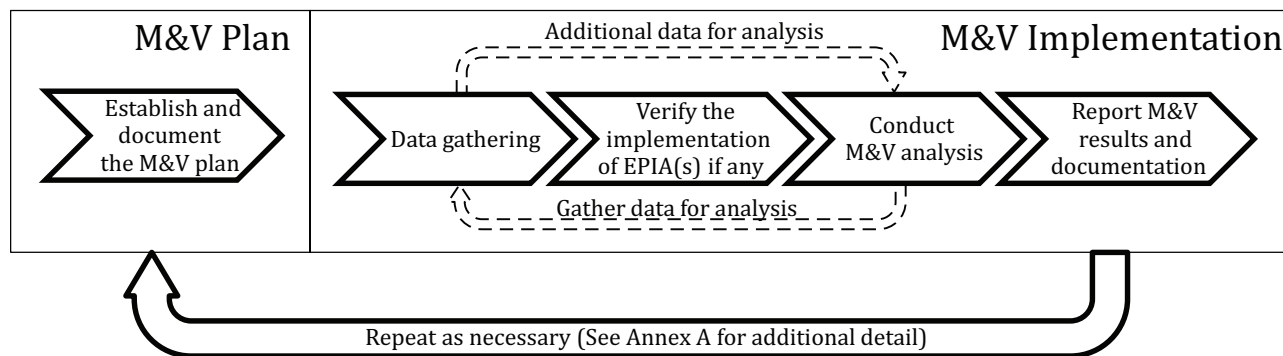 M&V Plan
Establish and
document
the M&V plan
M&V Implementation
Additional data for analysis
Data gathering
Verify the
implementation
of EPIA(s) if any
Conduct
M&V analysis
Report M&V
results and
documentation
Gather data for analysis
Repeat as necessary (See Annex A for additional detail)